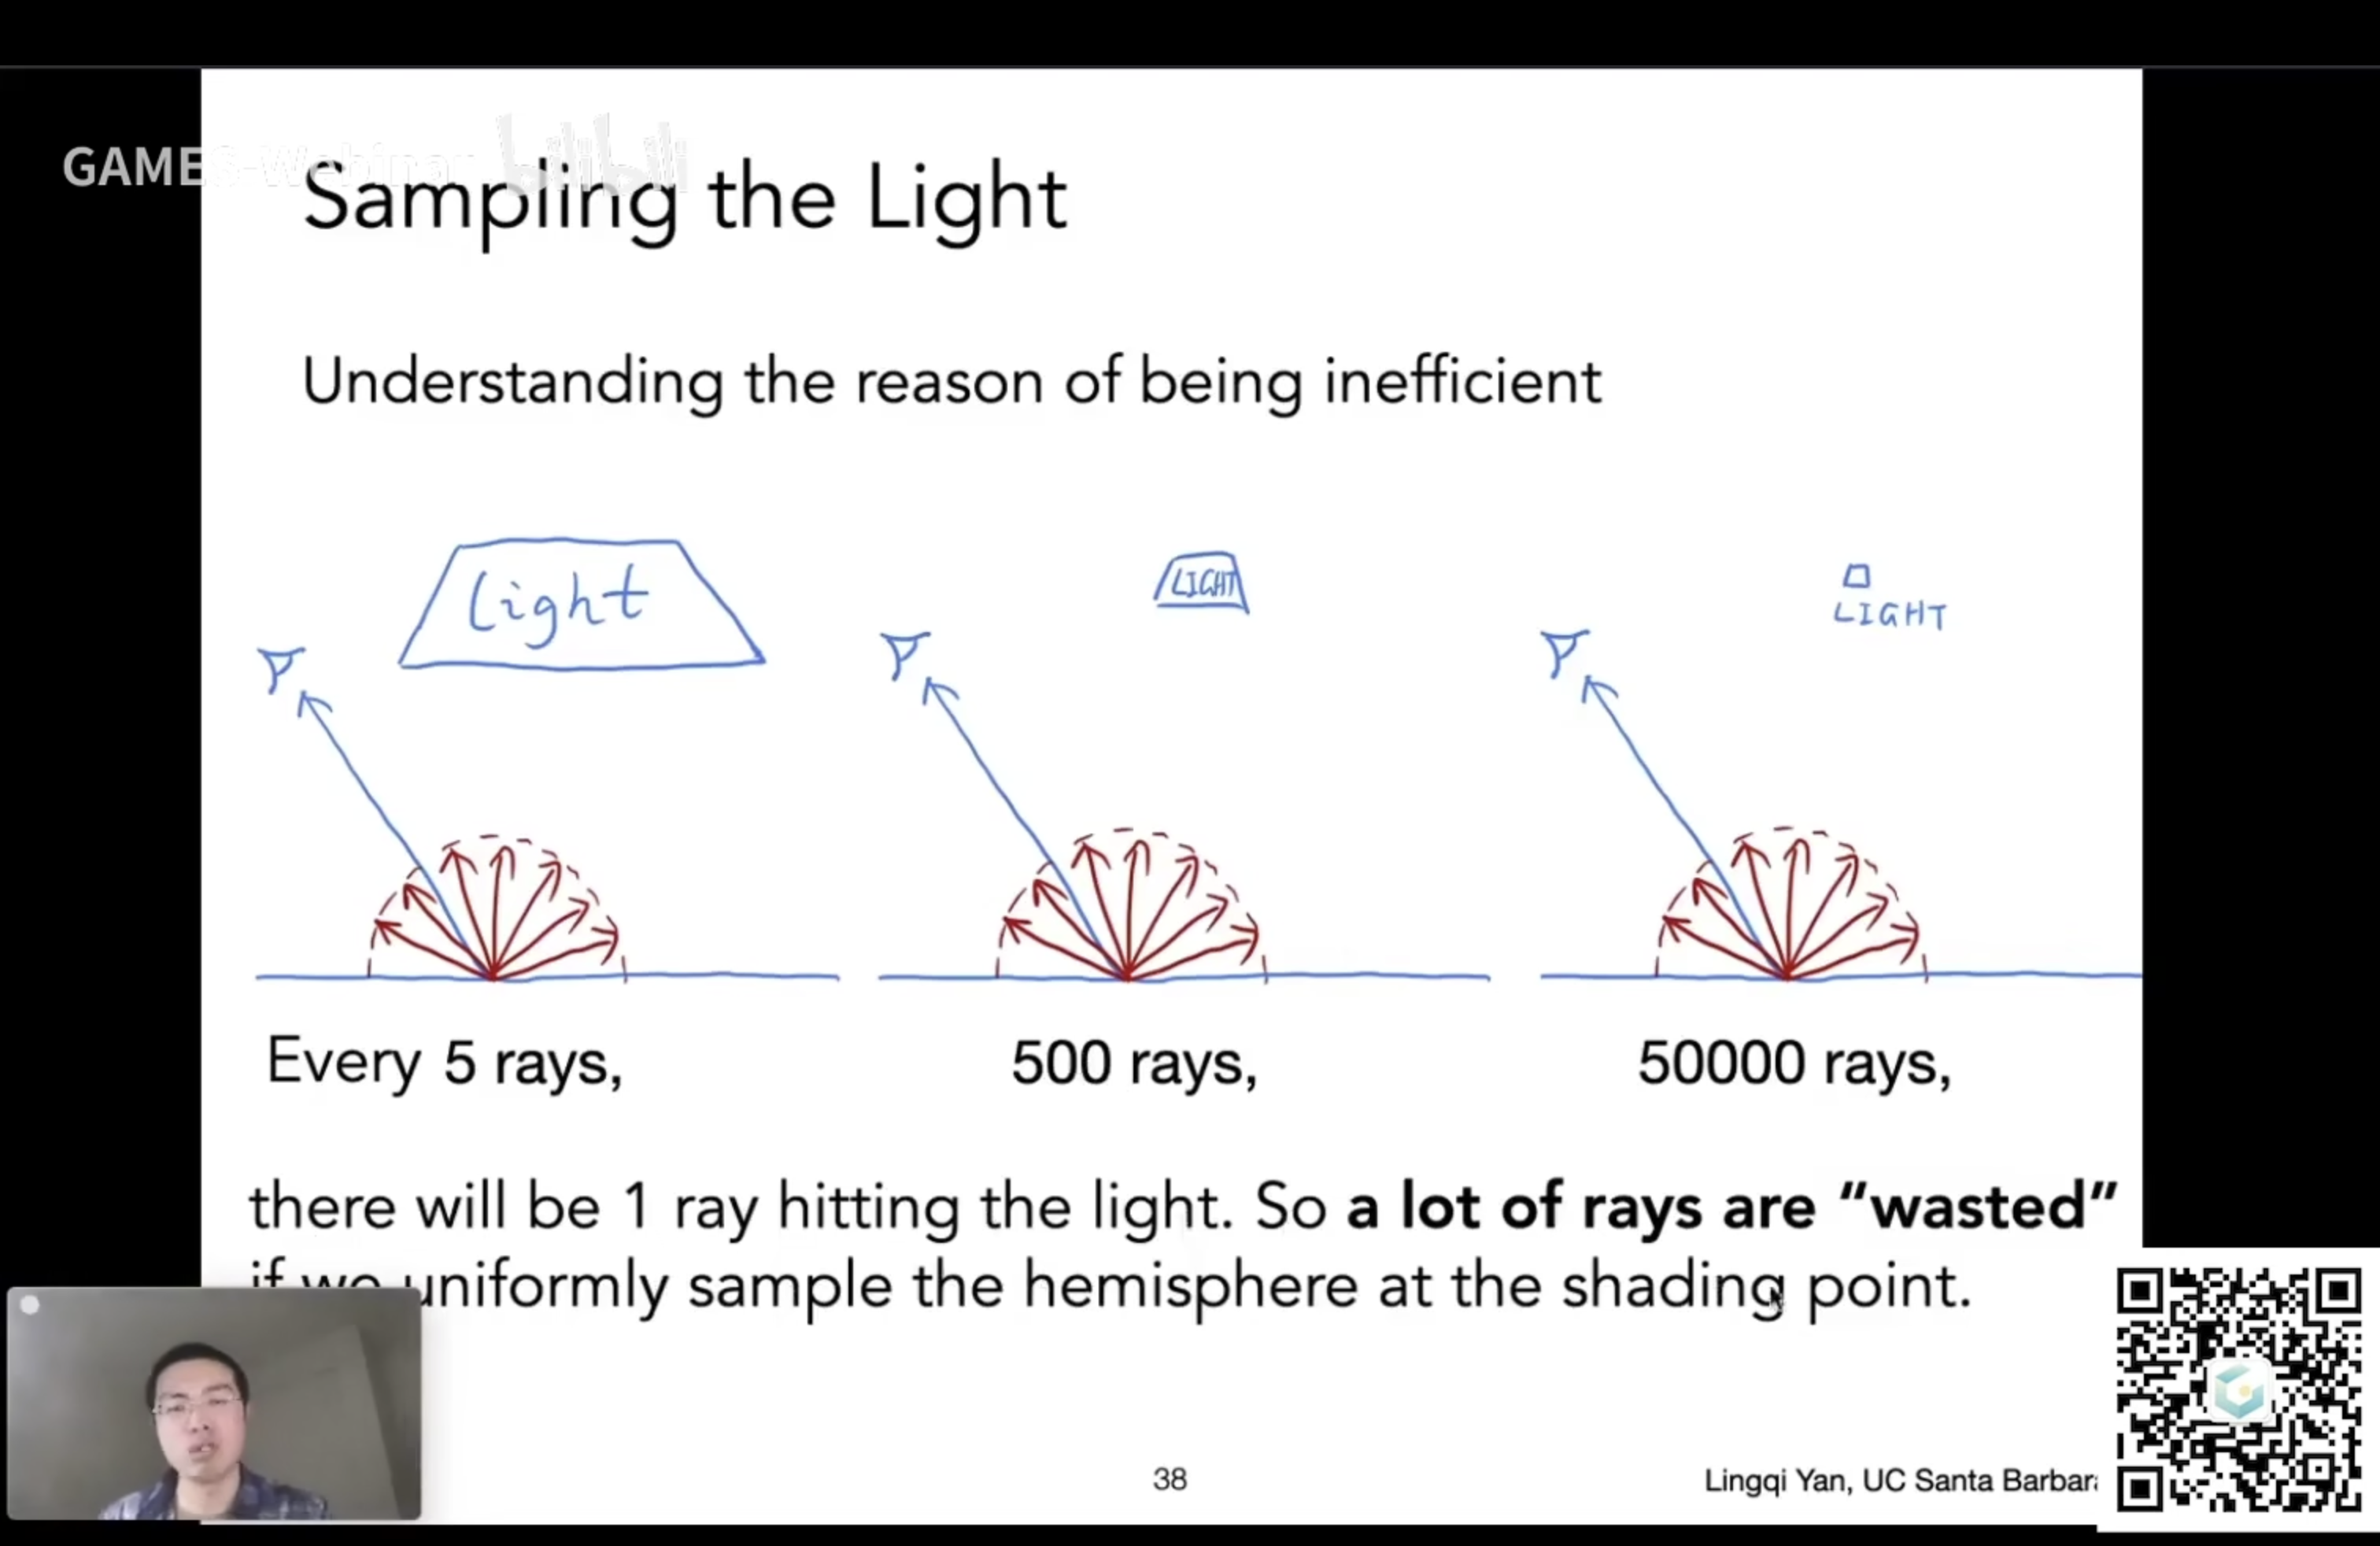 GAMES-Webinar bilibili
Sampling the Light
Understanding the reason of being inefficient
Light
LIGHT
LIGHT
Every 5 rays,
500 rays,
50000 rays,
there will be 1 ray hitting the light. So a lot of rays are “wasted”
if we uniformly sample the hemisphere at the shading point.
38
Lingqi Yan, UC Santa Barbara